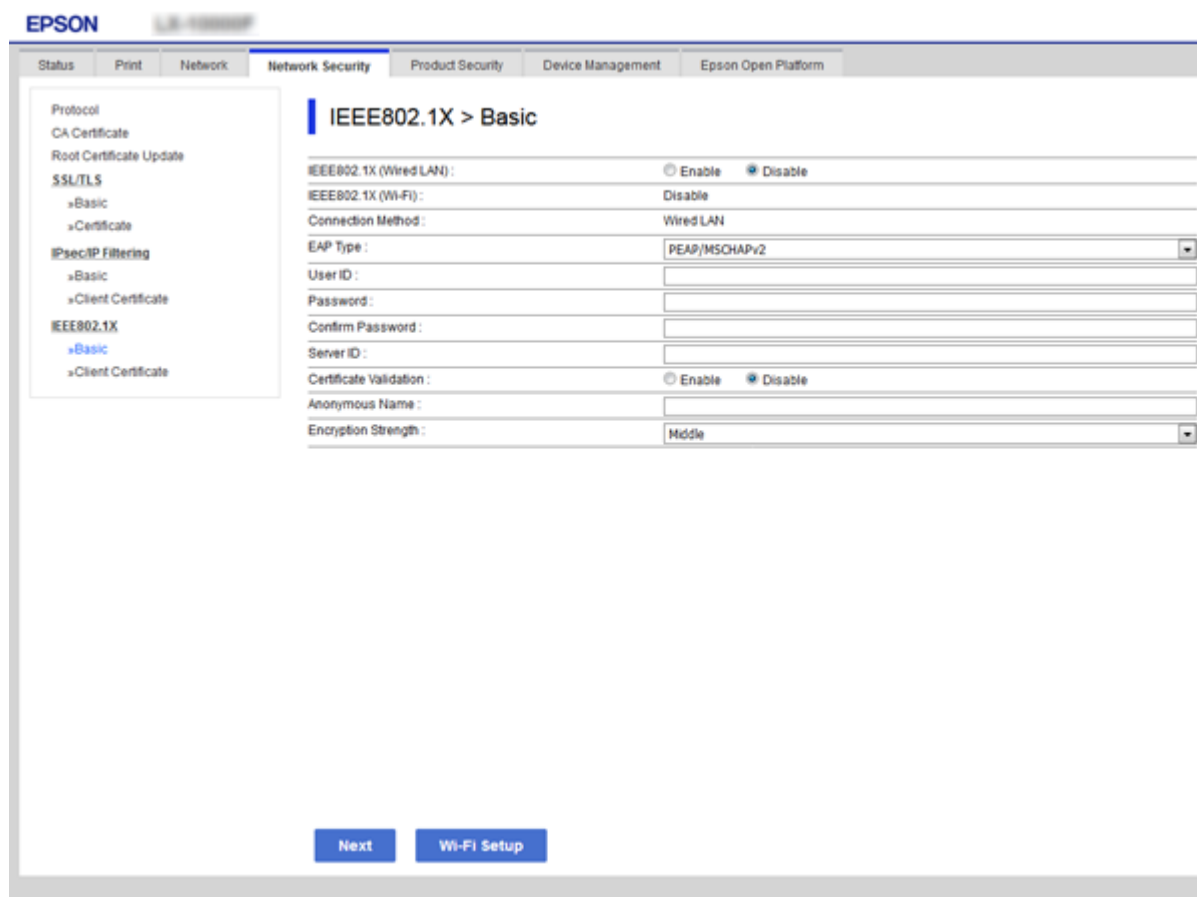 EPSON
Status Print Network Network Security Product Security Device Management Epson Open Platform
Protocol
CA Certificate
Root Certificate Update
SSL/TLS
»Basic
»Certificate
IPsec/IP Filtering
»Basic
»Client Certificate
IEEE802.1X
»Basic
»Client Certificate
IEEE802.1X > Basic
IEEE802.1X (Wired LAN) : Enable Disable
IEEE802.1X (Wi-Fi) : Disable
Connection Method : Wired LAN
EAP Type : PEAP/MSCHAPv2
User ID :
Password :
Confirm Password :
Server ID :
Certificate Validation : Enable Disable
Anonymous Name :
Encryption Strength : Middle
Next Wi-Fi Setup